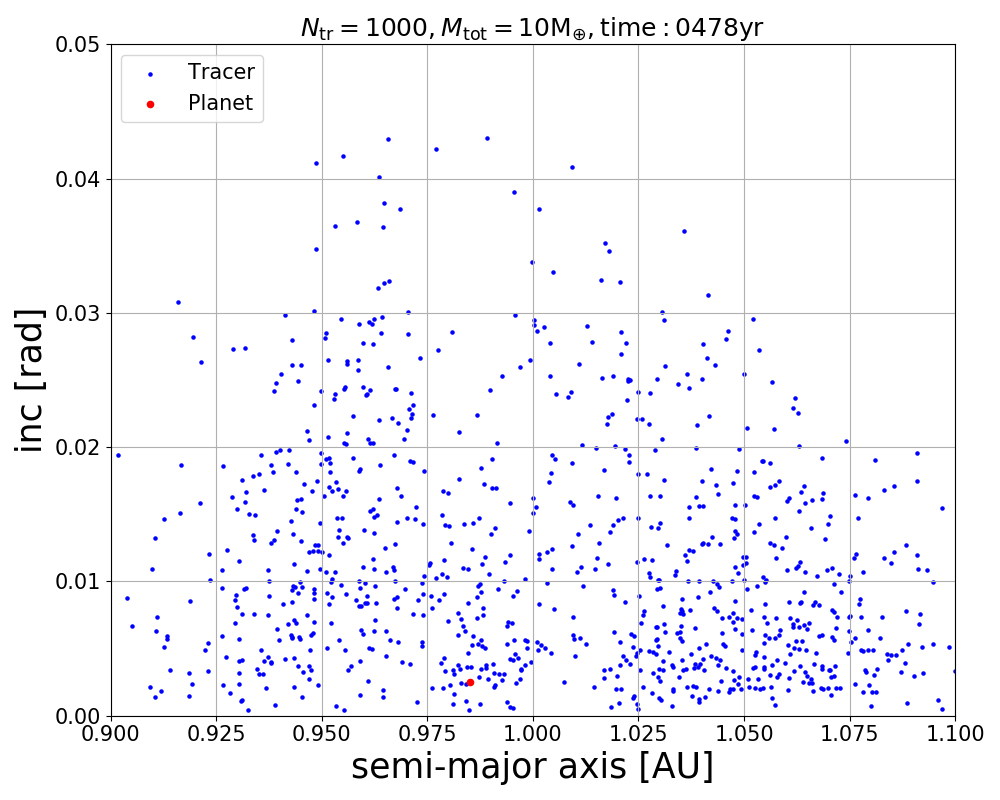 N_tr = 1000, M_tot = 10M_⊕, time : 0478yr
Tracer
Planet
inc [rad]
0.05
0.04
0.03
0.02
0.01
0.00
0.900 0.925 0.950 0.975 1.000 1.025 1.050 1.075 1.100
semi-major axis [AU]